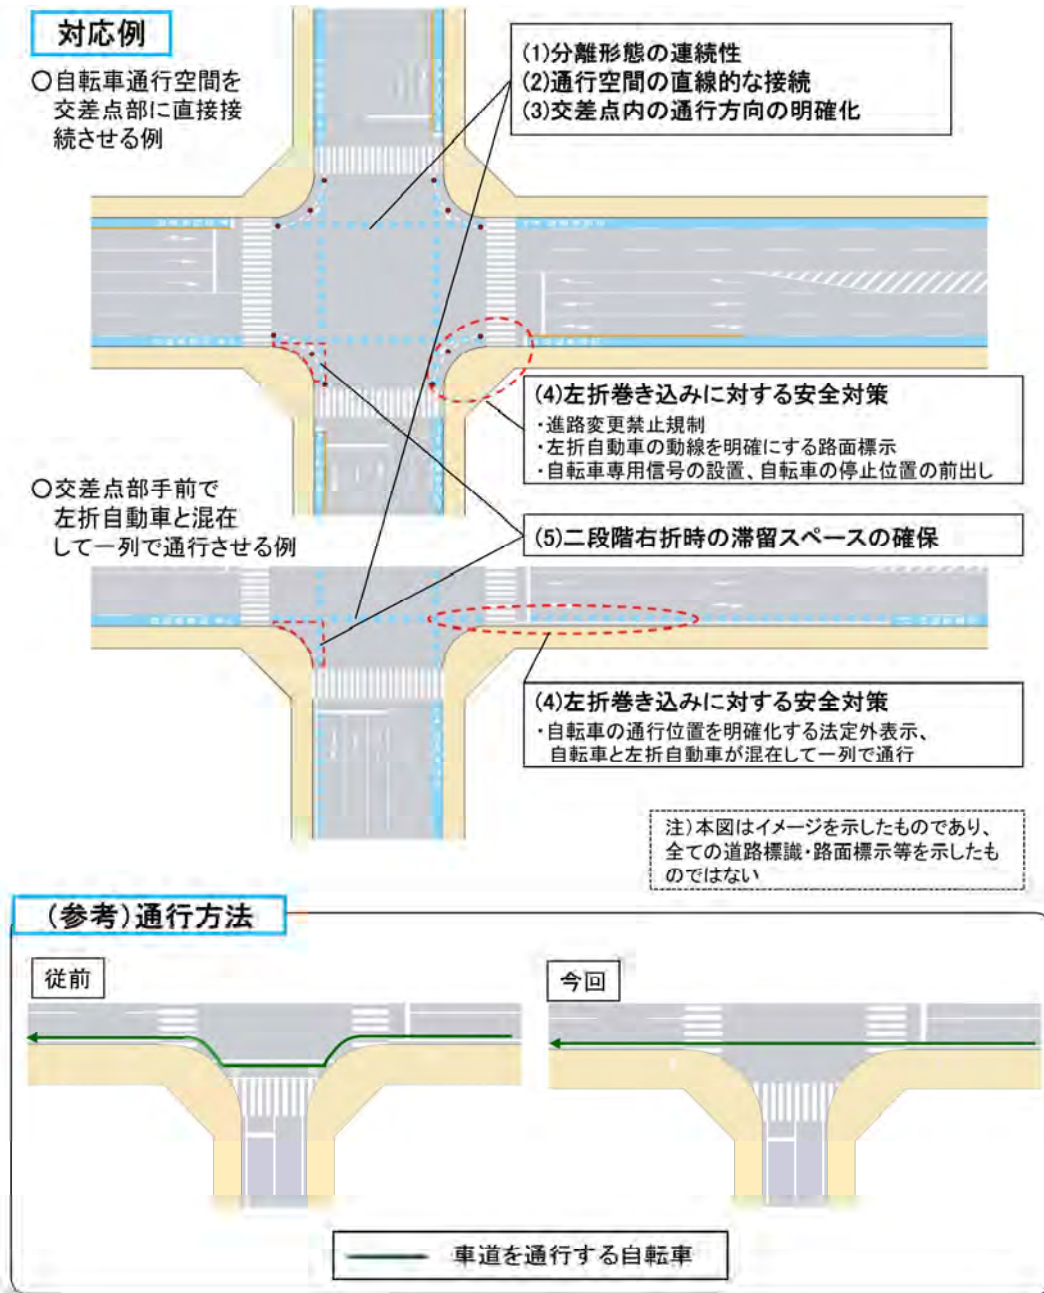 対応例
○自転車通行空間を
交差点部に直接接
続させる例
(1)分離形態の連続性
(2)通行空間の直線的な接続
(3)交差点内の通行方向の明確化
(4)左折巻き込みに対する安全対策
・進路変更禁止規制
・左折自動車の動線を明確にする路面標示
・自転車専用信号の設置、自転車の停止位置の前出し
○交差点部手前で
左折自動車と混在
して一列で通行させる例
(5)二段階右折時の滞留スペースの確保
(4)左折巻き込みに対する安全対策
・自転車の通行位置を明確化する法定外表示、
自転車と左折自動車が混在して一列で通行
注)本図はイメージを示したものであり、
全ての道路標識・路面標示等を示したも
のではない
(参考)通行方法
従前
今回
車道を通行する自転車